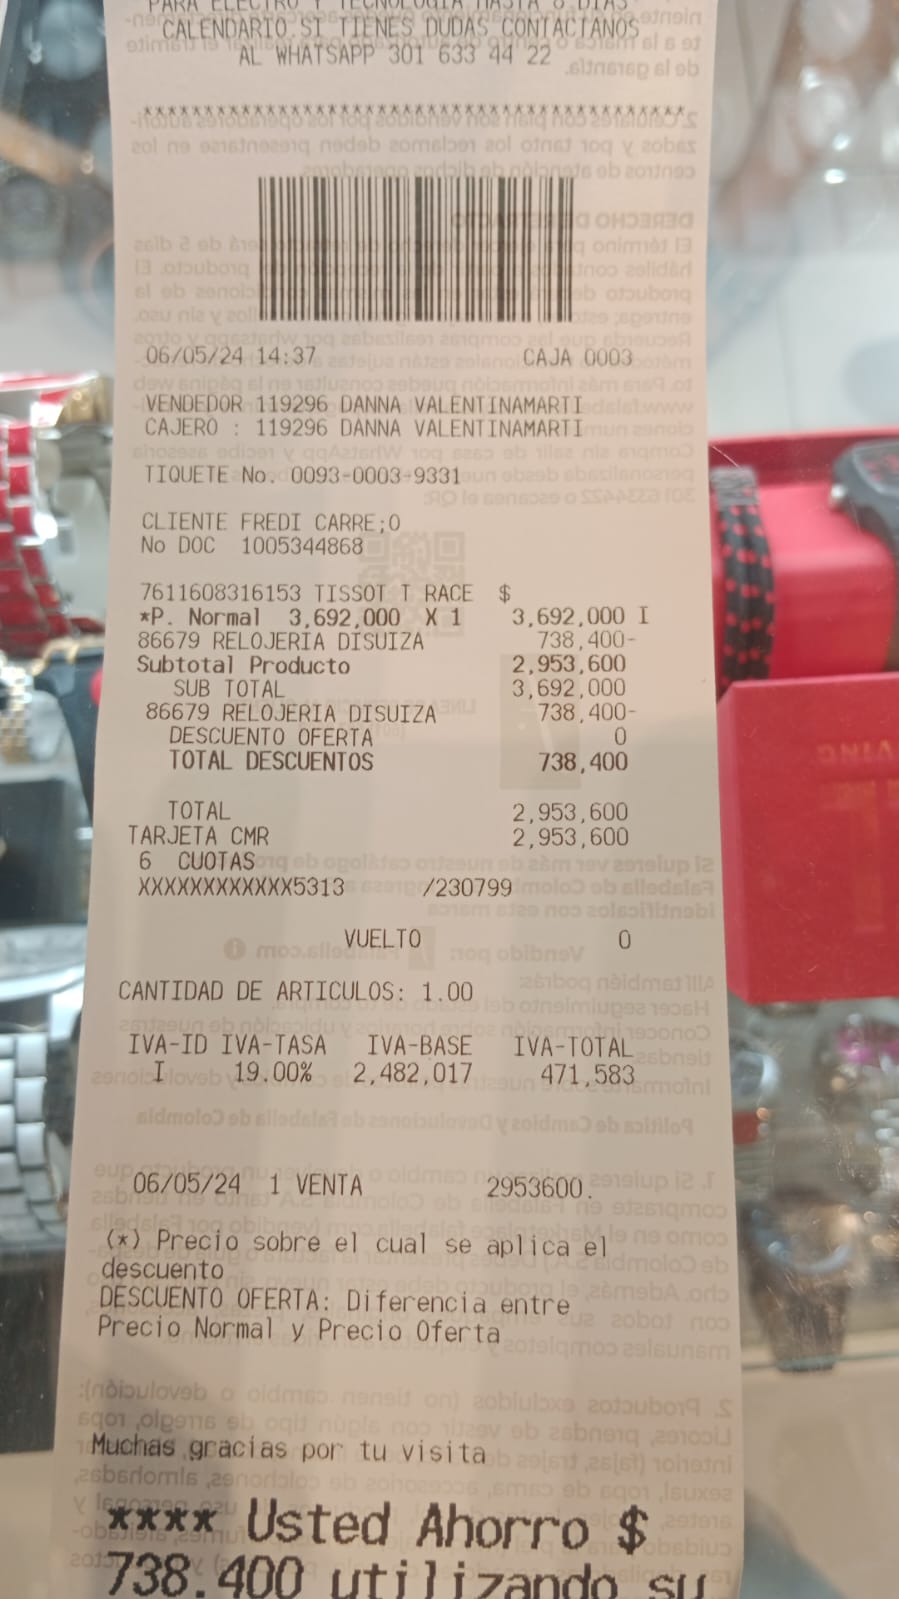 PARA ELECTRO Y TECNOLOGIA HASTA 8 DIAS
CALENDARIO.SI TIENES DUDAS CONTACTANOS
AL WHATSAPP 301 633 44 22
********************************************
06/05/24 14:37 CAJA 0003
VENDEDOR 119296 DANNA VALENTINAMARTI
CAJERO : 119296 DANNA VALENTINAMARTI
TIQUETE No. 0093-0003-9331
CLIENTE FREDI CARRE;O
No DOC 1005344868
7611608316153 TISSOT T RACE $
*P. Normal 3,692,000 X 1 3,692,000 I
86679 RELOJERIA DISUIZA 738,400-
Subtotal Producto 2,953,600
SUB TOTAL 3,692,000
86679 RELOJERIA DISUIZA 738,400-
DESCUENTO OFERTA 0
TOTAL DESCUENTOS 738,400
TOTAL 2,953,600
TARJETA CMR 2,953,600
6 CUOTAS
XXXXXXXXXXXX5313 /230799
VUELTO 0
CANTIDAD DE ARTICULOS: 1.00
IVA-ID IVA-TASA IVA-BASE IVA-TOTAL
I 19.00% 2,482,017 471,583
06/05/24 1 VENTA 2953600.
(*) Precio sobre el cual se aplica el
descuento
DESCUENTO OFERTA: Diferencia entre
Precio Normal y Precio Oferta
Muchas gracias por tu visita
**** Usted Ahorro $
738.400 utilizando su